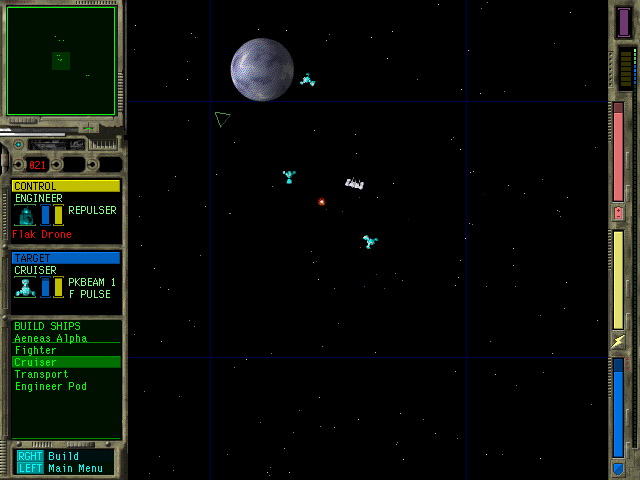 021
CONTROL
ENGINEER
REPULSER
Flak Drone
TARGET
CRUISER
PKBEAM 1
F PULSE
BUILD SHIPS
Aeneas Alpha
Fighter
Cruiser
Transport
Engineer Pod
RGHT Build
LEFT Main Menu